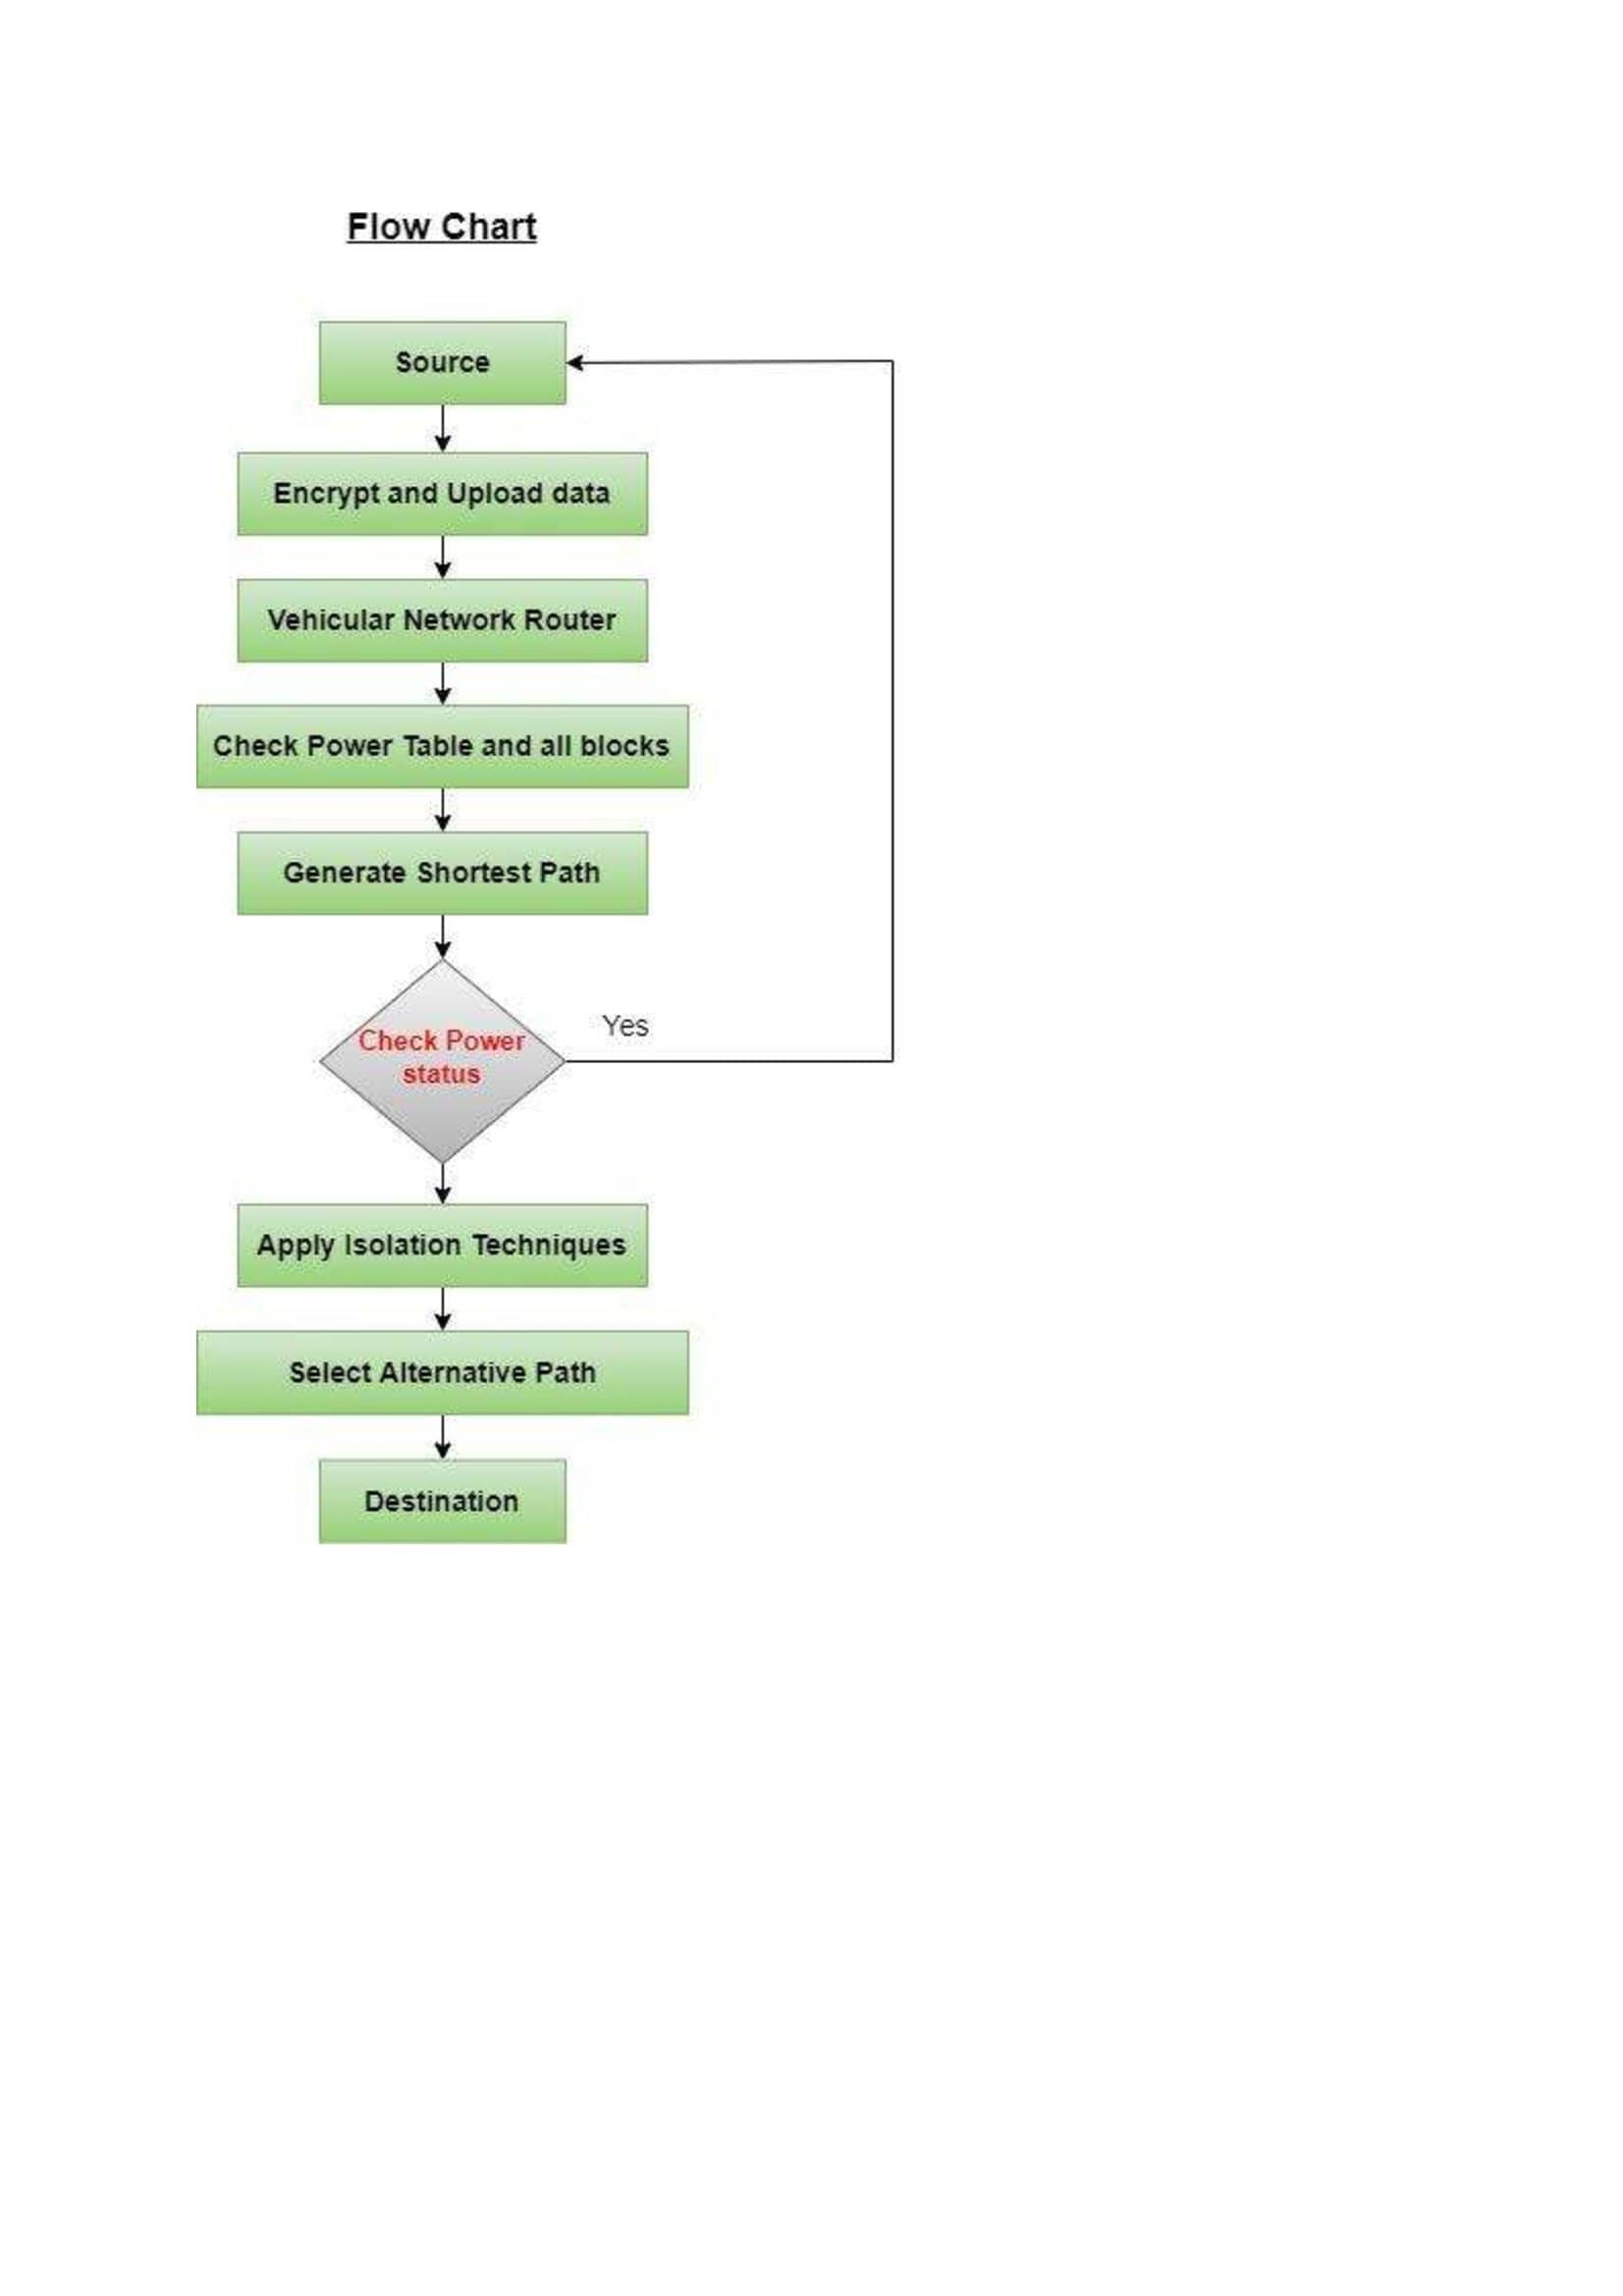 Flow Chart
Source
Encrypt and Upload data
Vehicular Network Router
Check Power Table and all blocks
Generate Shortest Path
Check Power
status
Yes
Apply Isolation Techniques
Select Alternative Path
Destination